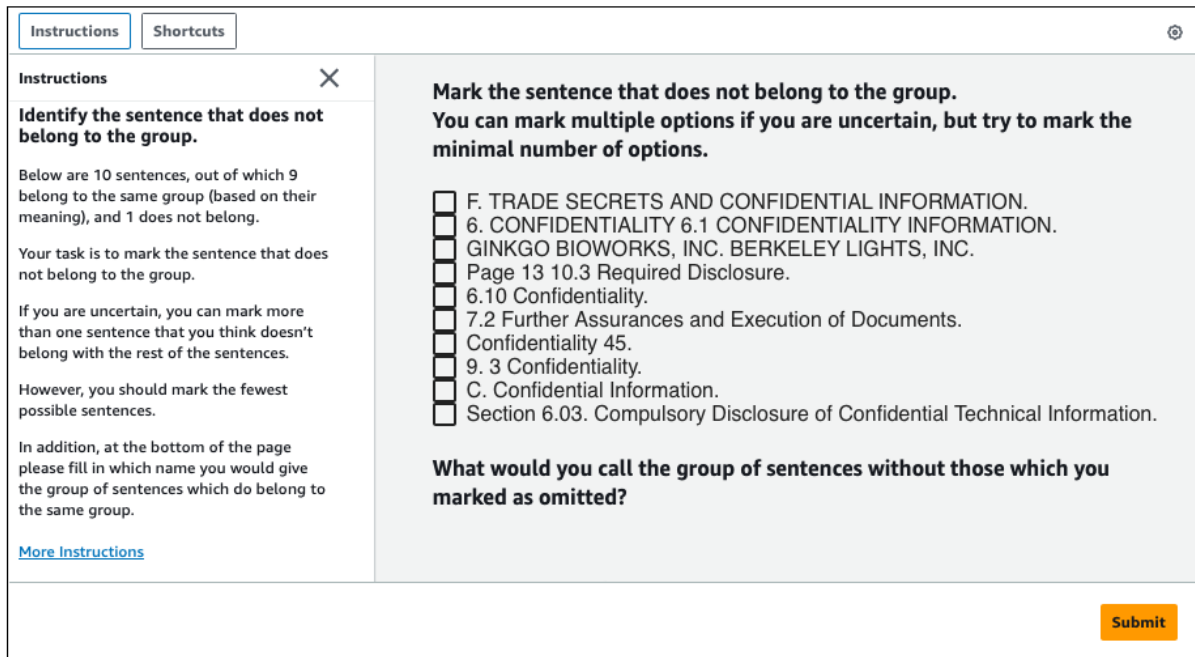 Instructions
Shortcuts
Instructions
Identify the sentence that does not
belong to the group.
Below are 10 sentences, out of which 9
belong to the same group (based on their
meaning), and 1 does not belong.
Your task is to mark the sentence that does
not belong to the group.
If you are uncertain, you can mark more
than one sentence that you think doesn't
belong with the rest of the sentences.
However, you should mark the fewest
possible sentences.
In addition, at the bottom of the page
please fill in which name you would give
the group of sentences which do belong to
the same group.
More Instructions
Mark the sentence that does not belong to the group.
You can mark multiple options if you are uncertain, but try to mark the
minimal number of options.
F. TRADE SECRETS AND CONFIDENTIAL INFORMATION.
6. CONFIDENTIALITY 6.1 CONFIDENTIALITY INFORMATION.
GINKGO BIOWORKS, INC. BERKELEY LIGHTS, INC.
Page 13 10.3 Required Disclosure.
6.10 Confidentiality.
7.2 Further Assurances and Execution of Documents.
Confidentiality 45.
9. 3 Confidentiality.
C. Confidential Information.
Section 6.03. Compulsory Disclosure of Confidential Technical Information.
What would you call the group of sentences without those which you
marked as omitted?
Submit